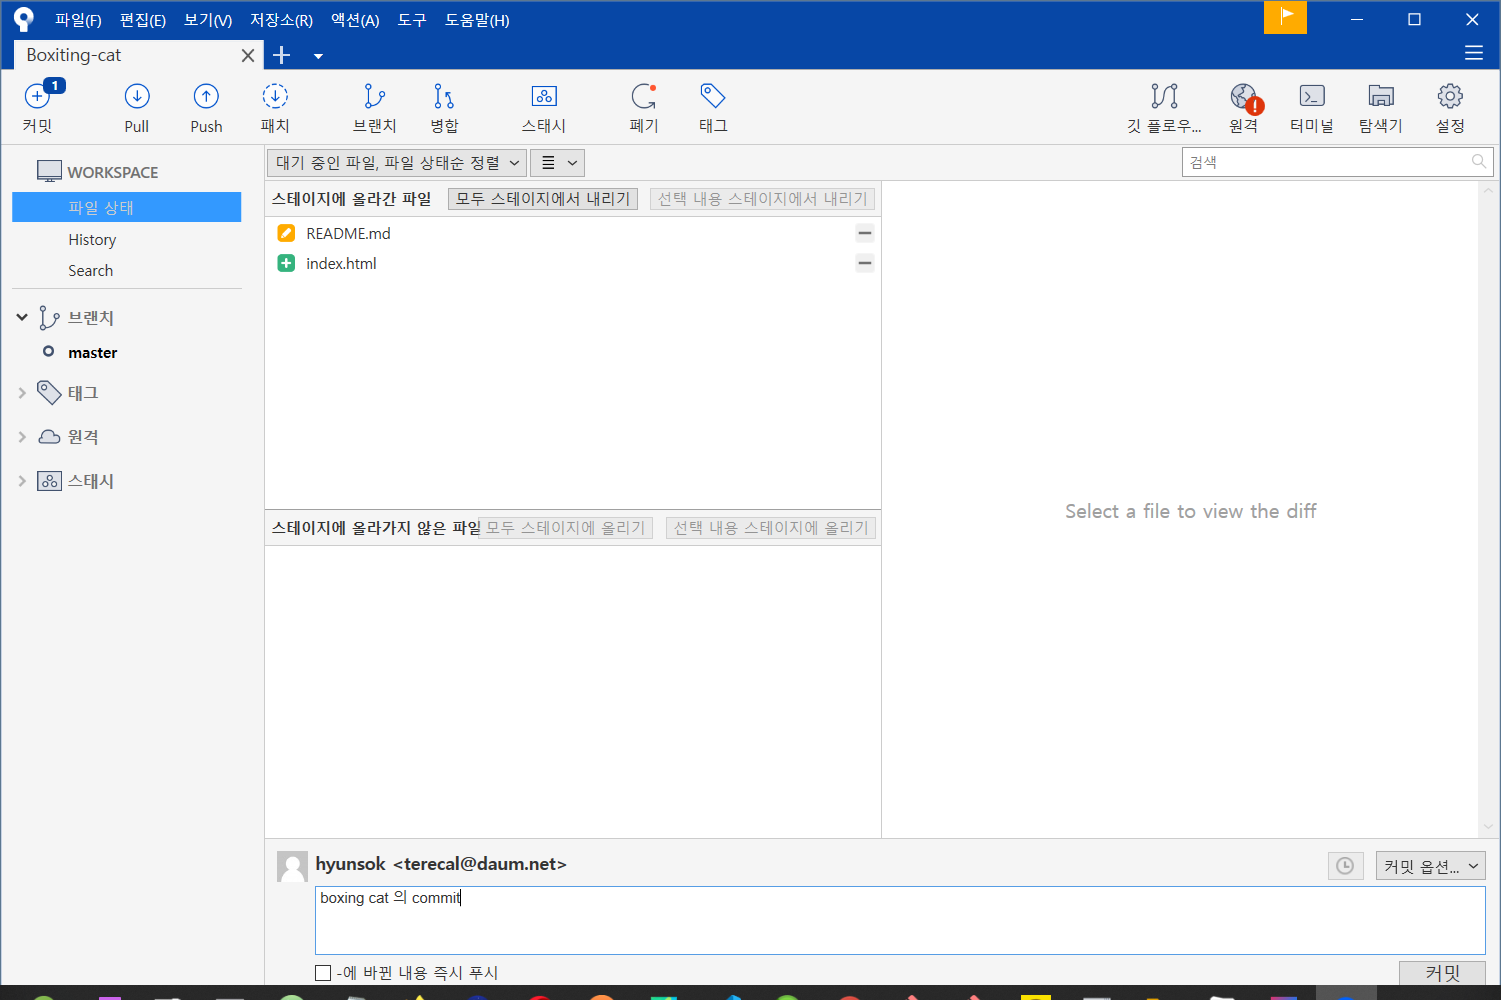 파일(F) 편집(E) 보기(V) 저장소(R) 액션(A) 도구 도움말(H)
Boxiting-cat
1
커밋 Pull Push 패치 브랜치 병합 스태시 폐기 태그 깃 플로우... 원격 터미널 탐색기 설정
WORKSPACE
파일 상태
History
Search
브랜치
master
태그
원격
스태시
대기 중인 파일, 파일 상태순 정렬
검색
스테이지에 올라간 파일 모두 스테이지에서 내리기 선택 내용 스테이지에서 내리기
README.md
index.html
스테이지에 올라가지 않은 파일 모두 스테이지에 올리기 선택 내용 스테이지에 올리기
Select a file to view the diff
hyunsok <terecal@daum.net>
커밋 옵션...
boxing cat 의 commit
-에 바뀐 내용 즉시 푸시
커밋